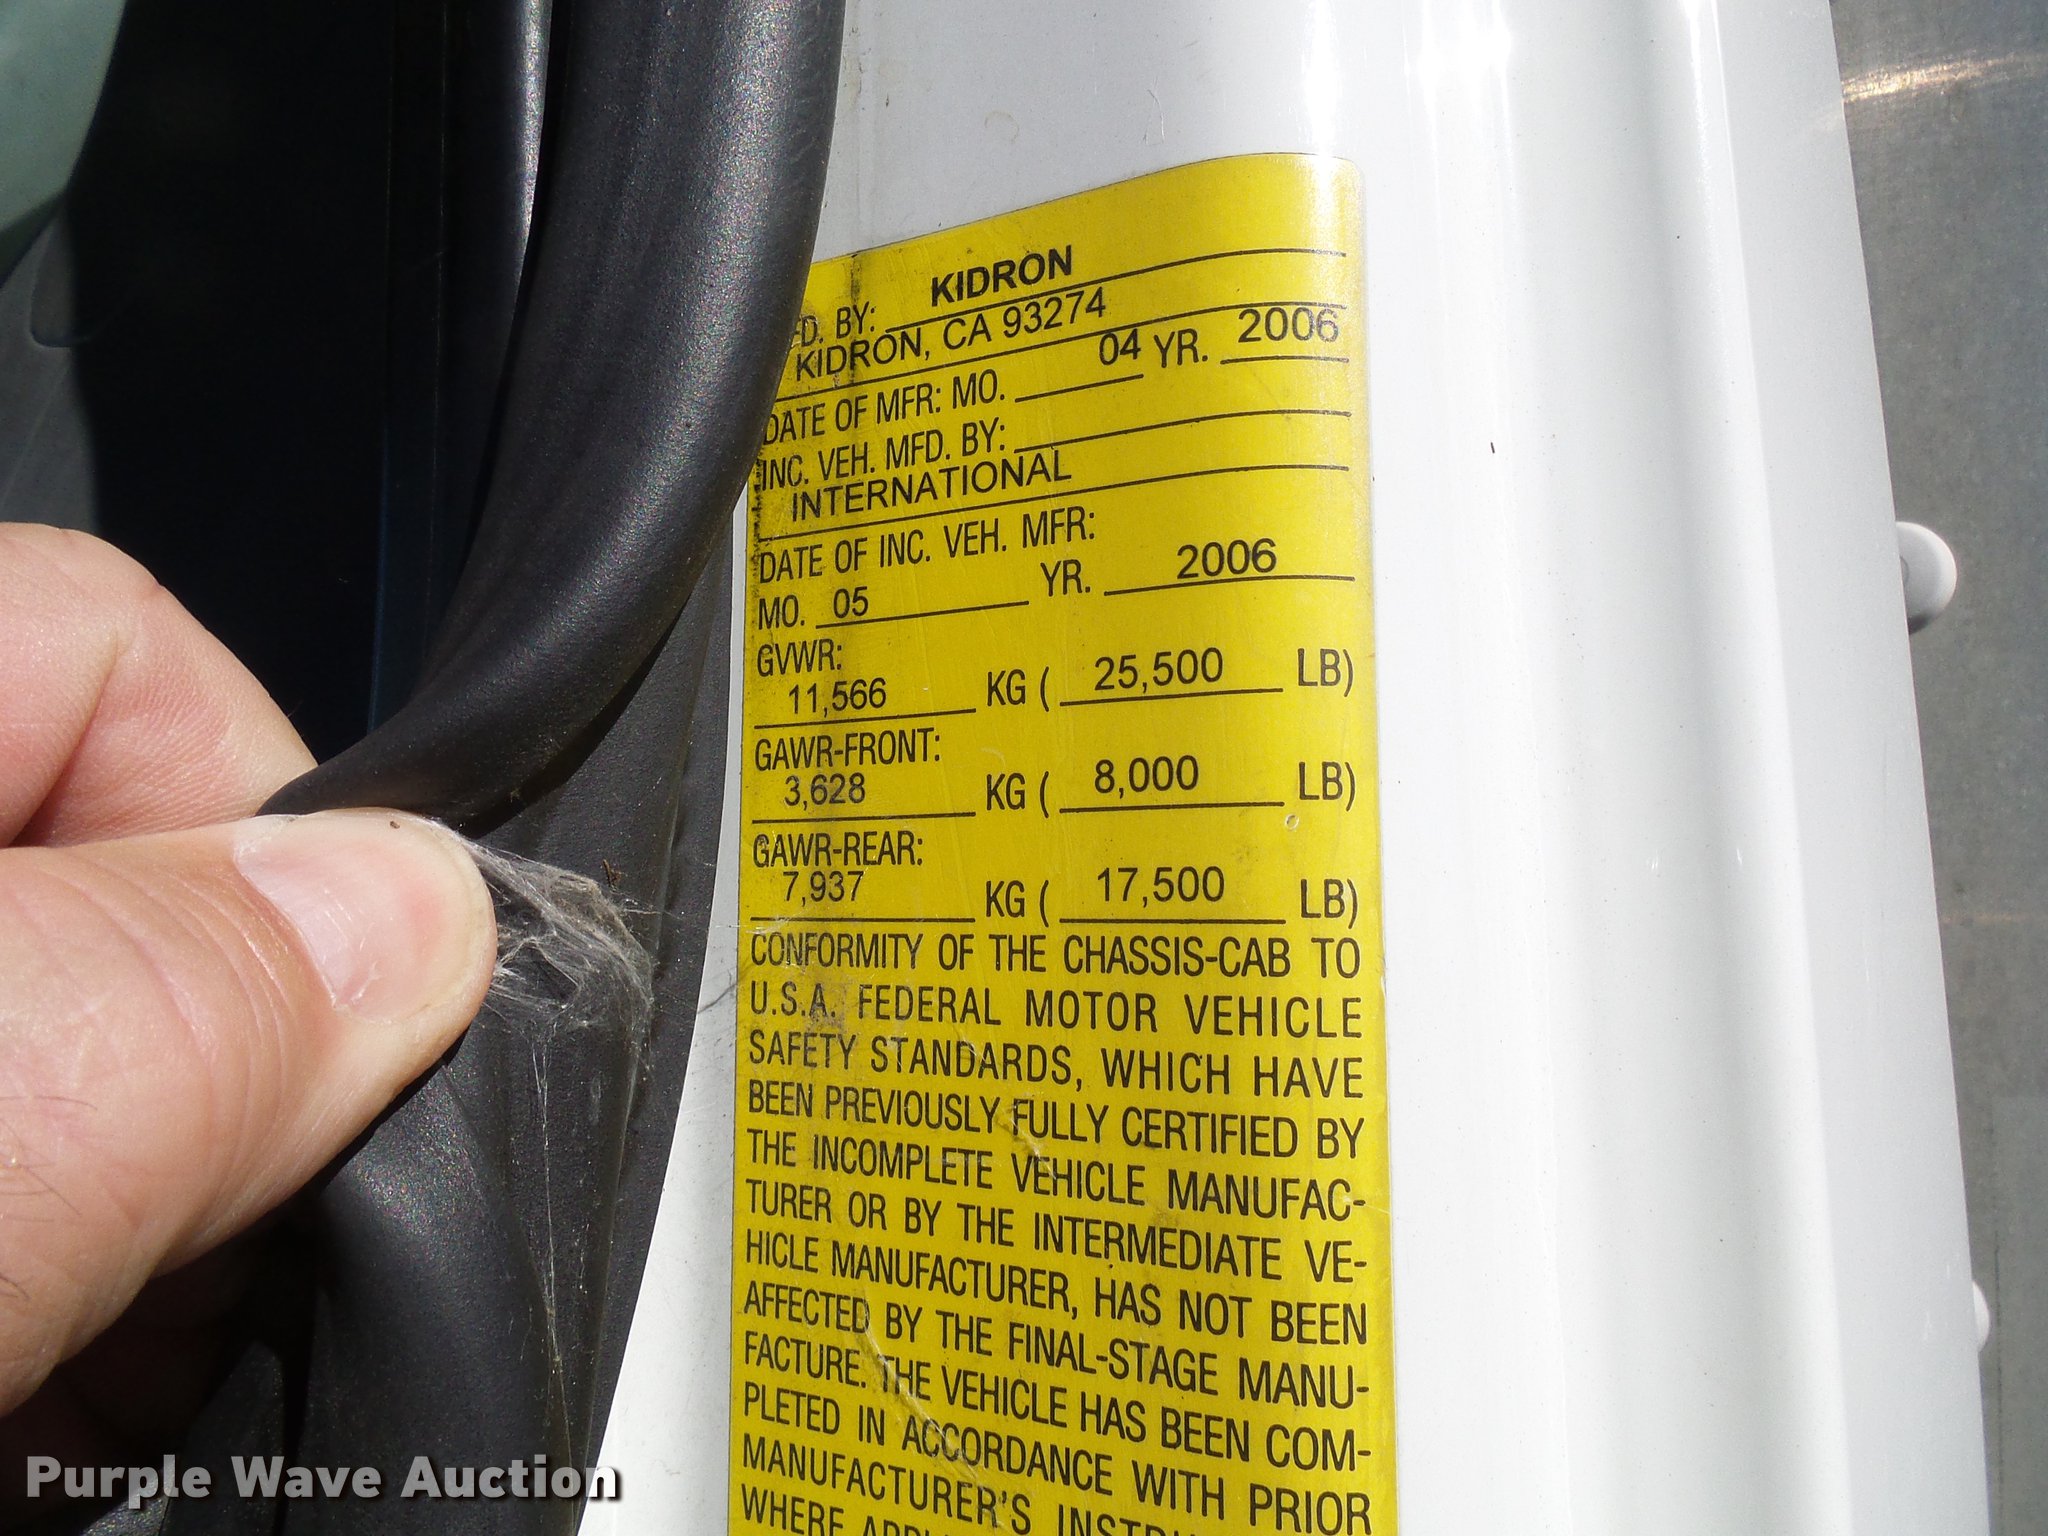 D. BY: KIDRON
KIDRON, CA 93274
DATE OF MFR: MO. 04 YR. 2006
INC. VEH. MFD. BY:
INTERNATIONAL
DATE OF INC. VEH. MFR:
MO. 05 YR. 2006
GVWR:
11,566 KG ( 25,500 LB)
GAWR-FRONT:
3,628 KG ( 8,000 LB)
GAWR-REAR:
7,937 KG ( 17,500 LB)
CONFORMITY OF THE CHASSIS-CAB TO
U.S.A. FEDERAL MOTOR VEHICLE
SAFETY STANDARDS, WHICH HAVE
BEEN PREVIOUSLY FULLY CERTIFIED BY
THE INCOMPLETE VEHICLE MANUFAC-
TURER OR BY THE INTERMEDIATE VE-
HICLE MANUFACTURER, HAS NOT BEEN
AFFECTED BY THE FINAL-STAGE MANU-
FACTURE. THE VEHICLE HAS BEEN COM-
PLETED IN ACCORDANCE WITH PRIOR
MANUFACTURER'S
WHERE
Purple Wave Auction